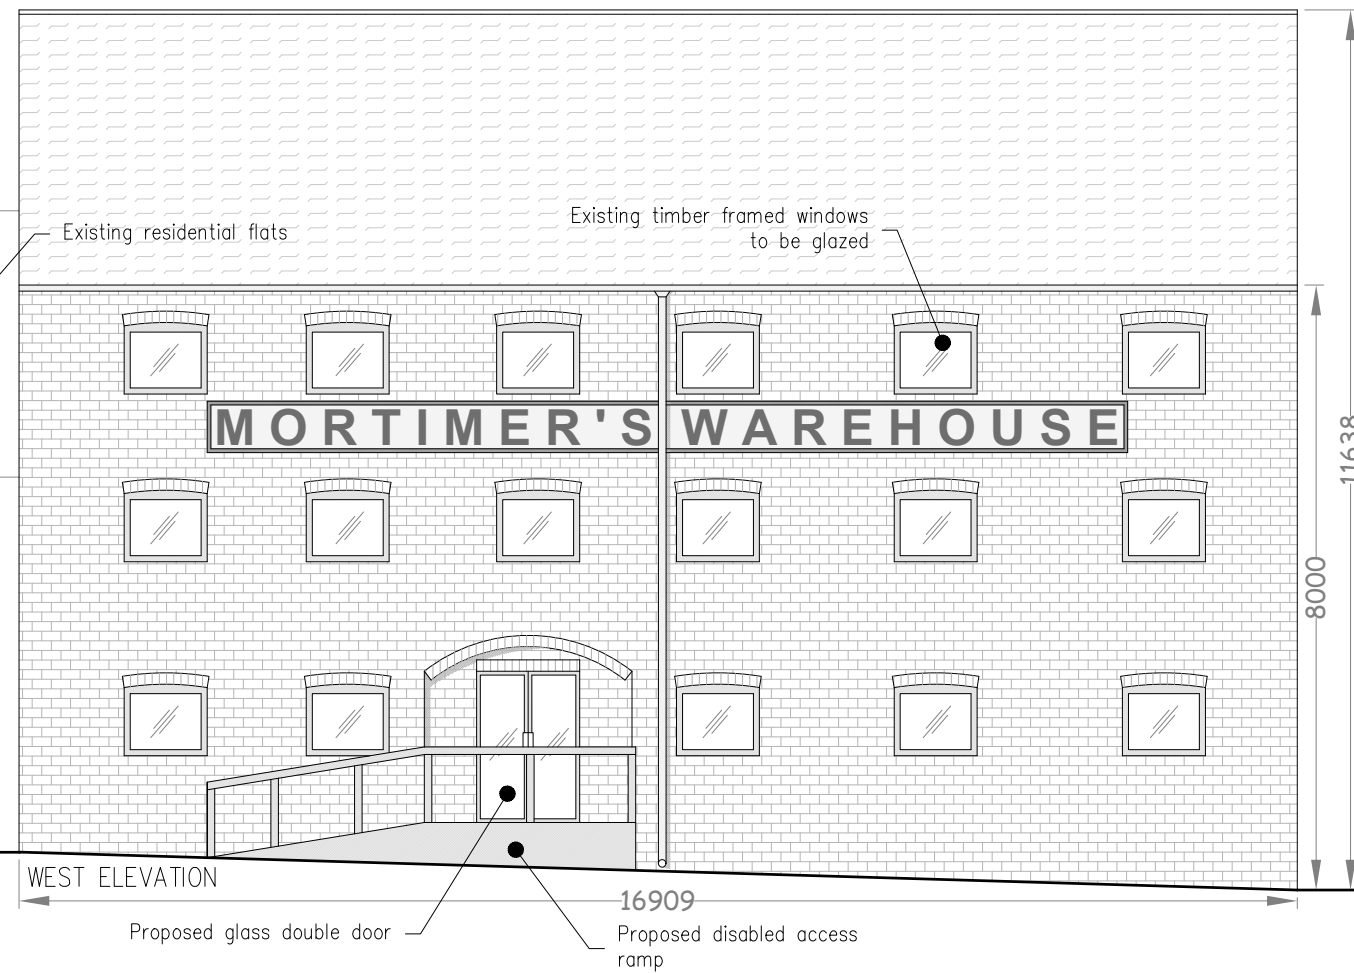 Existing timber framed windows
to be glazed
Existing residential flats
MORTIMER'S WAREHOUSE
11638
8000
WEST ELEVATION
16909
Proposed glass double door
Proposed disabled access
ramp